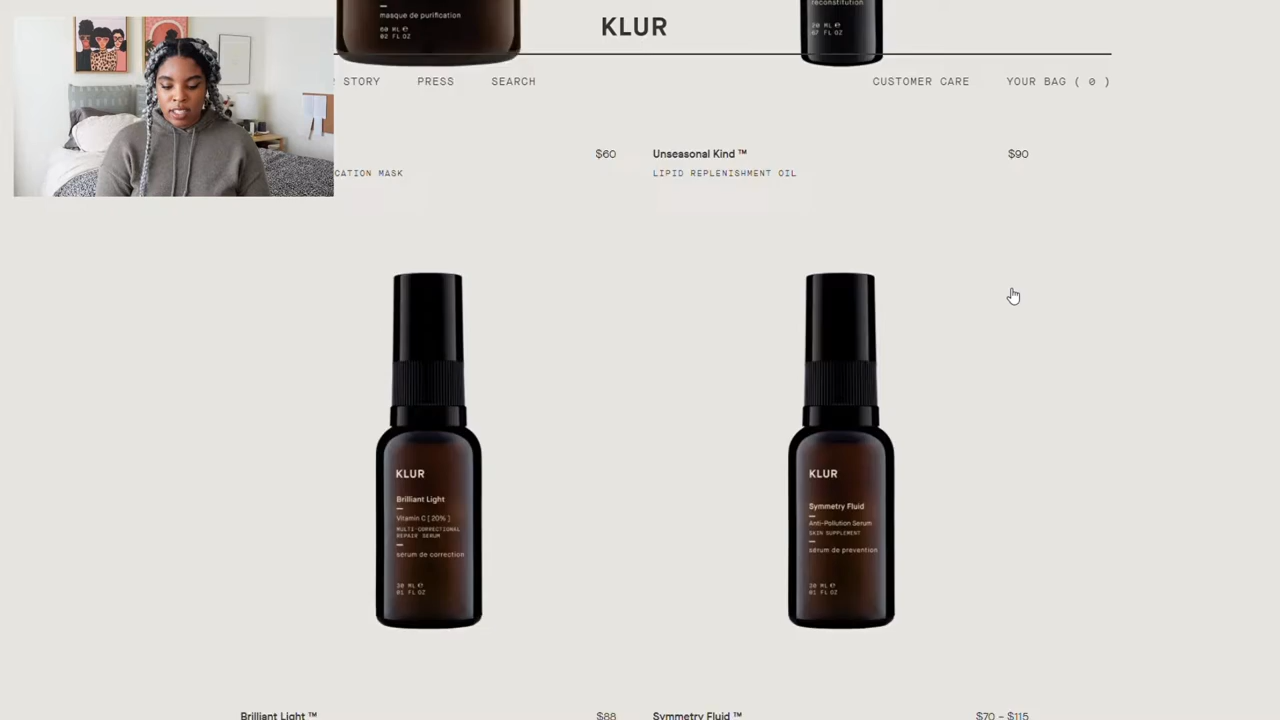 masque de purification
60 ML ℮
02 FL OZ
reconstitution
20 ML ℮
.67 FL OZ
KLUR
STORY
PRESS
SEARCH
CUSTOMER CARE
YOUR BAG ( 0 )
$60
CATION MASK
Unseasonal Kind ™
$90
LIPID REPLENISHMENT OIL
KLUR
Brilliant Light
Vitamin C [ 20% ]
MULTI-CORRECTIONAL
REPAIR SERUM
sérum de correction
30 ML ℮
01 FL OZ
KLUR
Symmetry Fluid
Anti-Pollution Serum
SKIN SUPPLEMENT
sérum de prevention
30 ML ℮
01 FL OZ
Brilliant Light ™
$88
Symmetry Fluid ™
$70 – $115